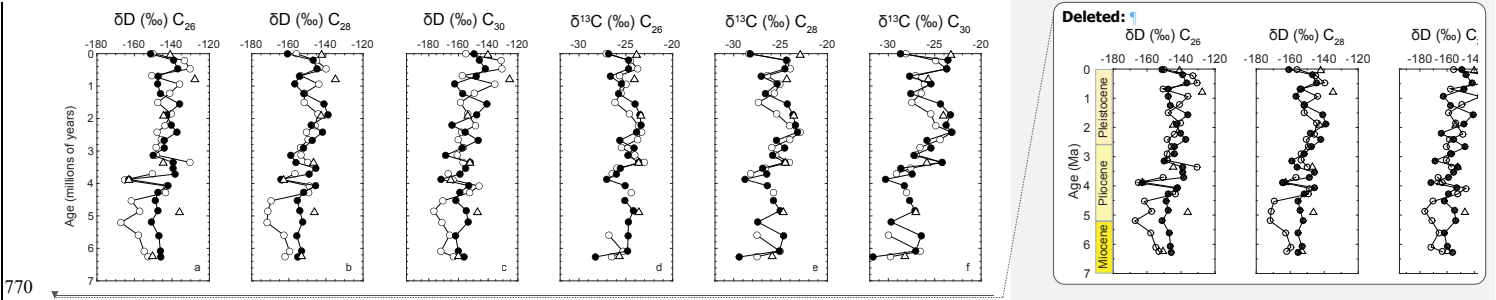 δD (‰) C26 δD (‰) C28 δD (‰) C30 δ13C (‰) C26 δ13C (‰) C28 δ13C (‰) C30
-180 -160 -140 -120 -180 -160 -140 -120 -180 -160 -140 -120 -30 -25 -20 -30 -25 -20 -30 -25 -20
0
1
2
3
4
5
6
7
Age (millions of years)
a b c d e f
770
Deleted: ¶
δD (‰) C26 δD (‰) C28 δD (‰) C
-180 -160 -140 -120 -180 -160 -140 -120 -180 -160 -14
0
1
2
3
4
5
6
7
Age (Ma)
Pleistocene
Pliocene
Miocene